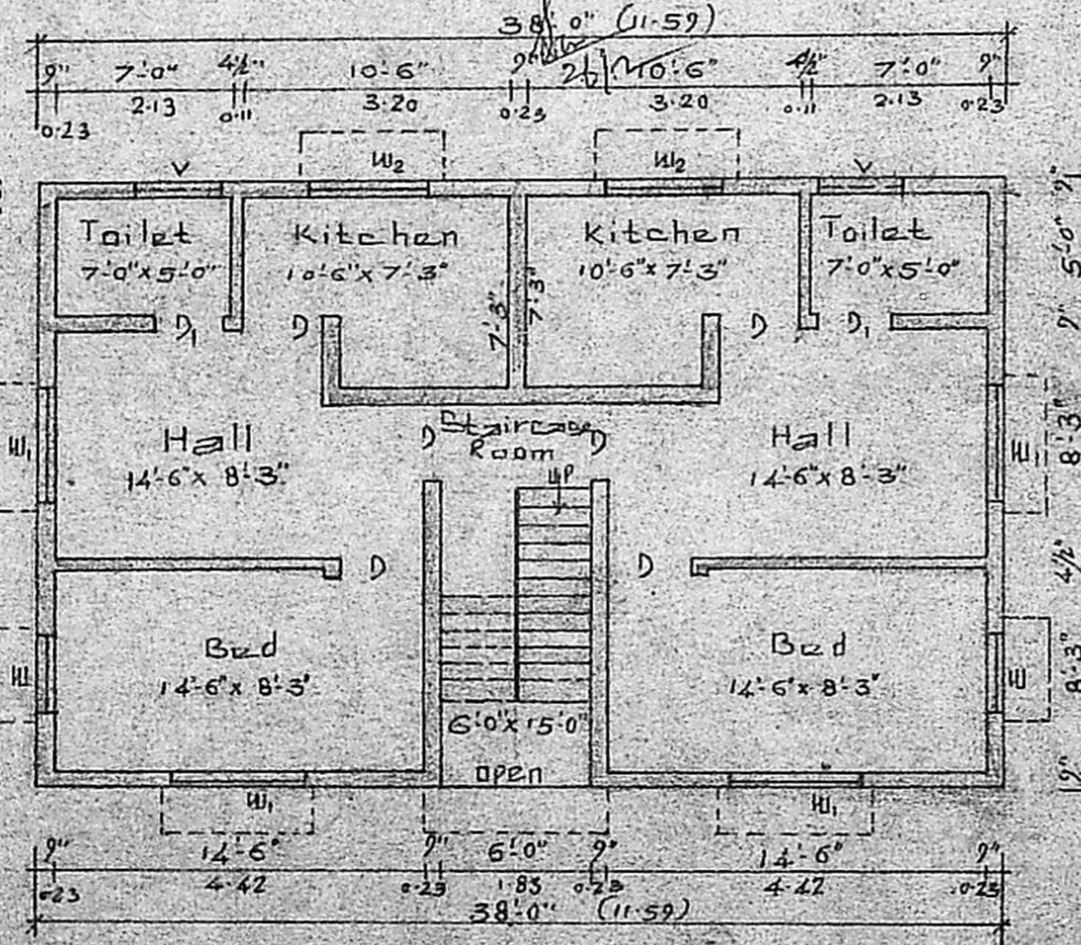 38'-0" (11.59)
9" 7'-0" 4½" 10'-6" 9" 10'-6" 4½" 7'-0" 9"
0.23 2.13 0.11 3.20 0.23 3.20 0.11 2.13 0.23
V W2 W2 V
Toilet Kitchen Kitchen Toilet
7'-0"x5'-0" 10'-6"x7'-3" 10'-6"x7'-3" 7'-0"x5'-0"
9"
5'-0"
7'-3" 7'-3"
D1 D D D1
9"
Hall D Staircase D Hall
Room
W1 14'-6"x 8'-3" 14'-6"x8'-3" W1 8'-3"
UP
D D 4½"
Bed Bed
W 14'-6"x 8'-3" 14'-6"x8'-3" W 8'-3"
6'-0"x15'-0"
open
W1 W1 9"
9" 14'-6" 9" 6'-0" 9" 14'-6" 9"
0.23 4.42 0.23 1.83 0.23 4.42 0.23
38'-0" (11.59)